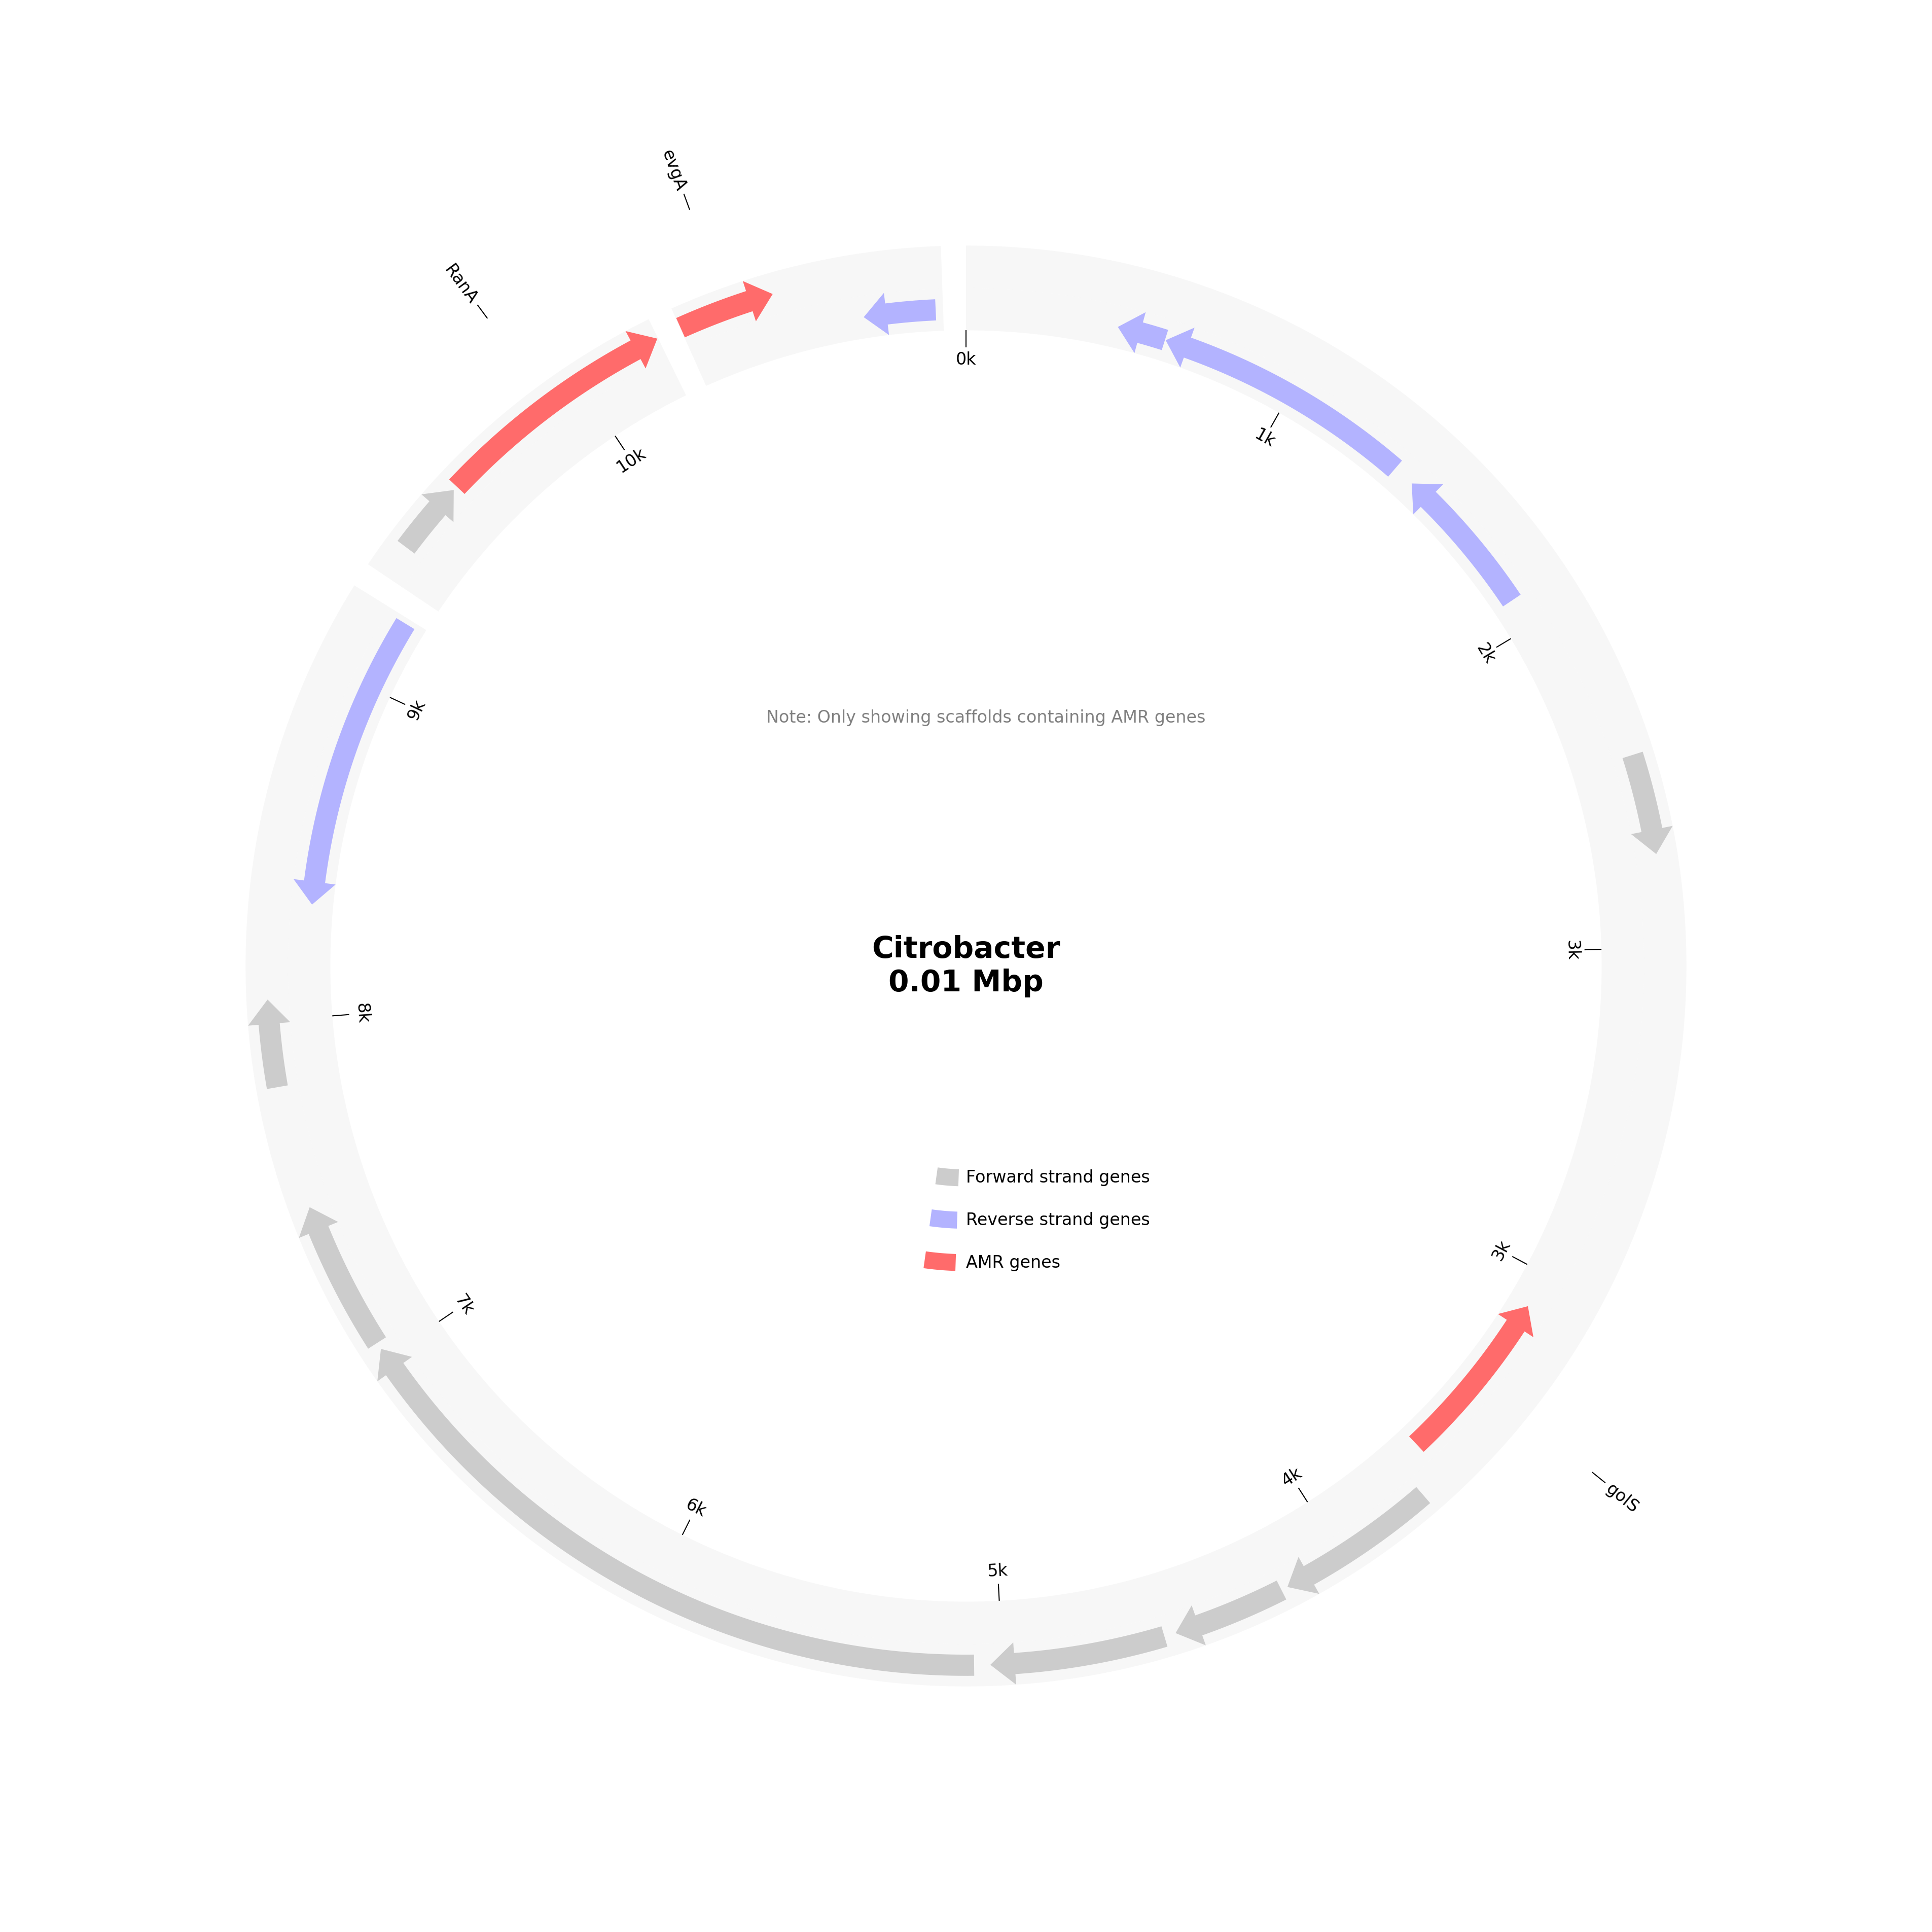 evgA
RanA
0k
1k
10k
2k
9k
Note: Only showing scaffolds containing AMR genes
3k
Citrobacter
0.01 Mbp
8k
Forward strand genes
Reverse strand genes
AMR genes
3k
7k
4k
golS
6k
5k